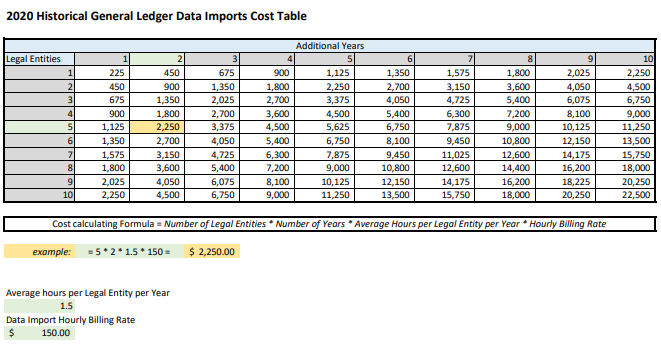 2020 Historical General Ledger Data Imports Cost Table
Additional Years
Legal Entities 1 2 3 4 5 6 7 8 9 10
1 225 450 675 900 1,125 1,350 1,575 1,800 2,025 2,250
2 450 900 1,350 1,800 2,250 2,700 3,150 3,600 4,050 4,500
3 675 1,350 2,025 2,700 3,375 4,050 4,725 5,400 6,075 6,750
4 900 1,800 2,700 3,600 4,500 5,400 6,300 7,200 8,100 9,000
5 1,125 2,250 3,375 4,500 5,625 6,750 7,875 9,000 10,125 11,250
6 1,350 2,700 4,050 5,400 6,750 8,100 9,450 10,800 12,150 13,500
7 1,575 3,150 4,725 6,300 7,875 9,450 11,025 12,600 14,175 15,750
8 1,800 3,600 5,400 7,200 9,000 10,800 12,600 14,400 16,200 18,000
9 2,025 4,050 6,075 8,100 10,125 12,150 14,175 16,200 18,225 20,250
10 2,250 4,500 6,750 9,000 11,250 13,500 15,750 18,000 20,250 22,500
Cost calculating Formula = Number of Legal Entities * Number of Years * Average Hours per Legal Entity per Year * Hourly Billing Rate
example: = 5 * 2 * 1.5 * 150 = $ 2,250.00
Average hours per Legal Entity per Year
1.5
Data Import Hourly Billing Rate
$ 150.00